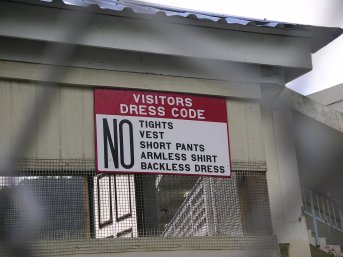 VISITORS
DRESS CODE
NO
TIGHTS
VEST
SHORT PANTS
ARMLESS SHIRT
BACKLESS DRESS